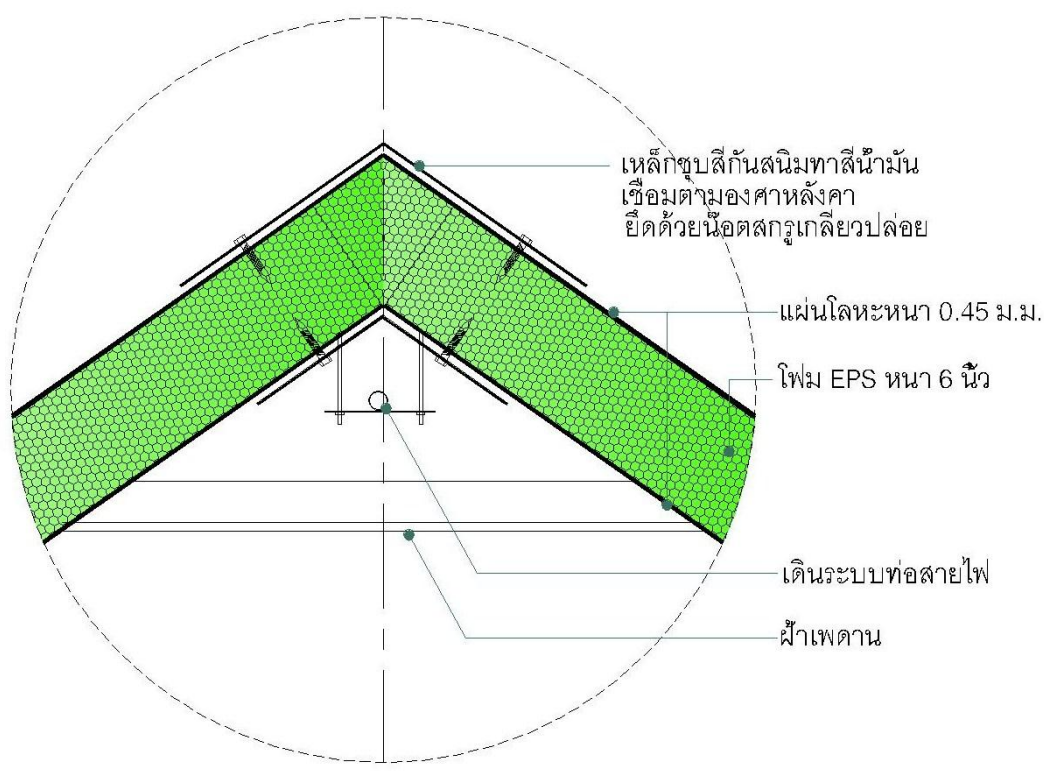 เหล็กชุบสีกันสนิมทาสีน้ำมัน
เชื่อมตามองศาหลังคา
ยึดด้วยน๊อตสกรูเกลียวปล่อย
แผ่นโลหะหนา 0.45 ม.ม.
โฟม EPS หนา 6 นิ้ว
เดินระบบท่อสายไฟ
ฝ้าเพดาน